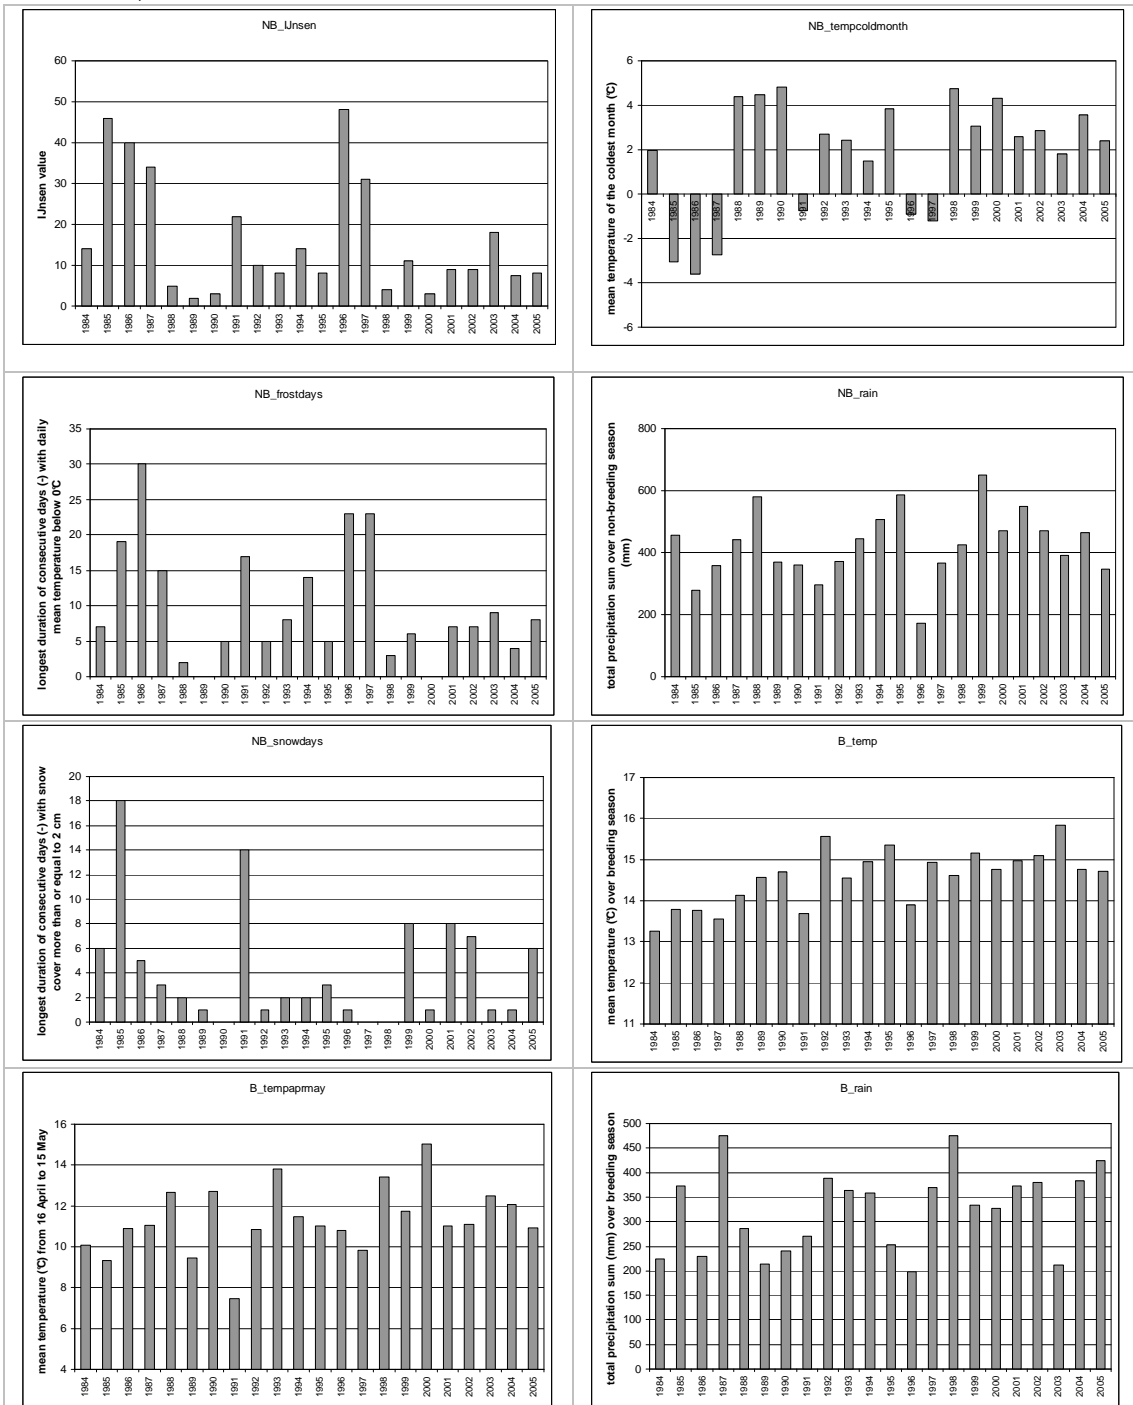 NB_IJnsen
IJnsen value
60
50
40
30
20
10
0
1984 1985 1986 1987 1988 1989 1990 1991 1992 1993 1994 1995 1996 1997 1998 1999 2000 2001 2002 2003 2004 2005
NB_tempcoldmonth
mean temperature of the coldest month (°C)
6
4
2
0
-2
-4
-6
1984 1985 1986 1987 1988 1989 1990 1991 1992 1993 1994 1995 1996 1997 1998 1999 2000 2001 2002 2003 2004 2005
NB_frostdays
longest duration of consecutive days (-) with daily
mean temperature below 0°C
35
30
25
20
15
10
5
0
1984 1985 1986 1987 1988 1989 1990 1991 1992 1993 1994 1995 1996 1997 1998 1999 2000 2001 2002 2003 2004 2005
NB_rain
total precipitation sum over non-breeding season
(mm)
800
600
400
200
0
1984 1985 1986 1987 1988 1989 1990 1991 1992 1993 1994 1995 1996 1997 1998 1999 2000 2001 2002 2003 2004 2005
NB_snowdays
longest duration of consecutive days (-) with snow
cover more than or equal to 2 cm
20
18
16
14
12
10
8
6
4
2
0
1984 1985 1986 1987 1988 1989 1990 1991 1992 1993 1994 1995 1996 1997 1998 1999 2000 2001 2002 2003 2004 2005
B_temp
mean temperature (°C) over breeding season
17
16
15
14
13
12
11
1984 1985 1986 1987 1988 1989 1990 1991 1992 1993 1994 1995 1996 1997 1998 1999 2000 2001 2002 2003 2004 2005
B_tempaprmay
mean temperature (°C) from 16 April to 15 May
16
14
12
10
8
6
4
1984 1985 1986 1987 1988 1989 1990 1991 1992 1993 1994 1995 1996 1997 1998 1999 2000 2001 2002 2003 2004 2005
B_rain
total precipitation sum (mm) over breeding season
500
450
400
350
300
250
200
150
100
50
0
1984 1985 1986 1987 1988 1989 1990 1991 1992 1993 1994 1995 1996 1997 1998 1999 2000 2001 2002 2003 2004 2005